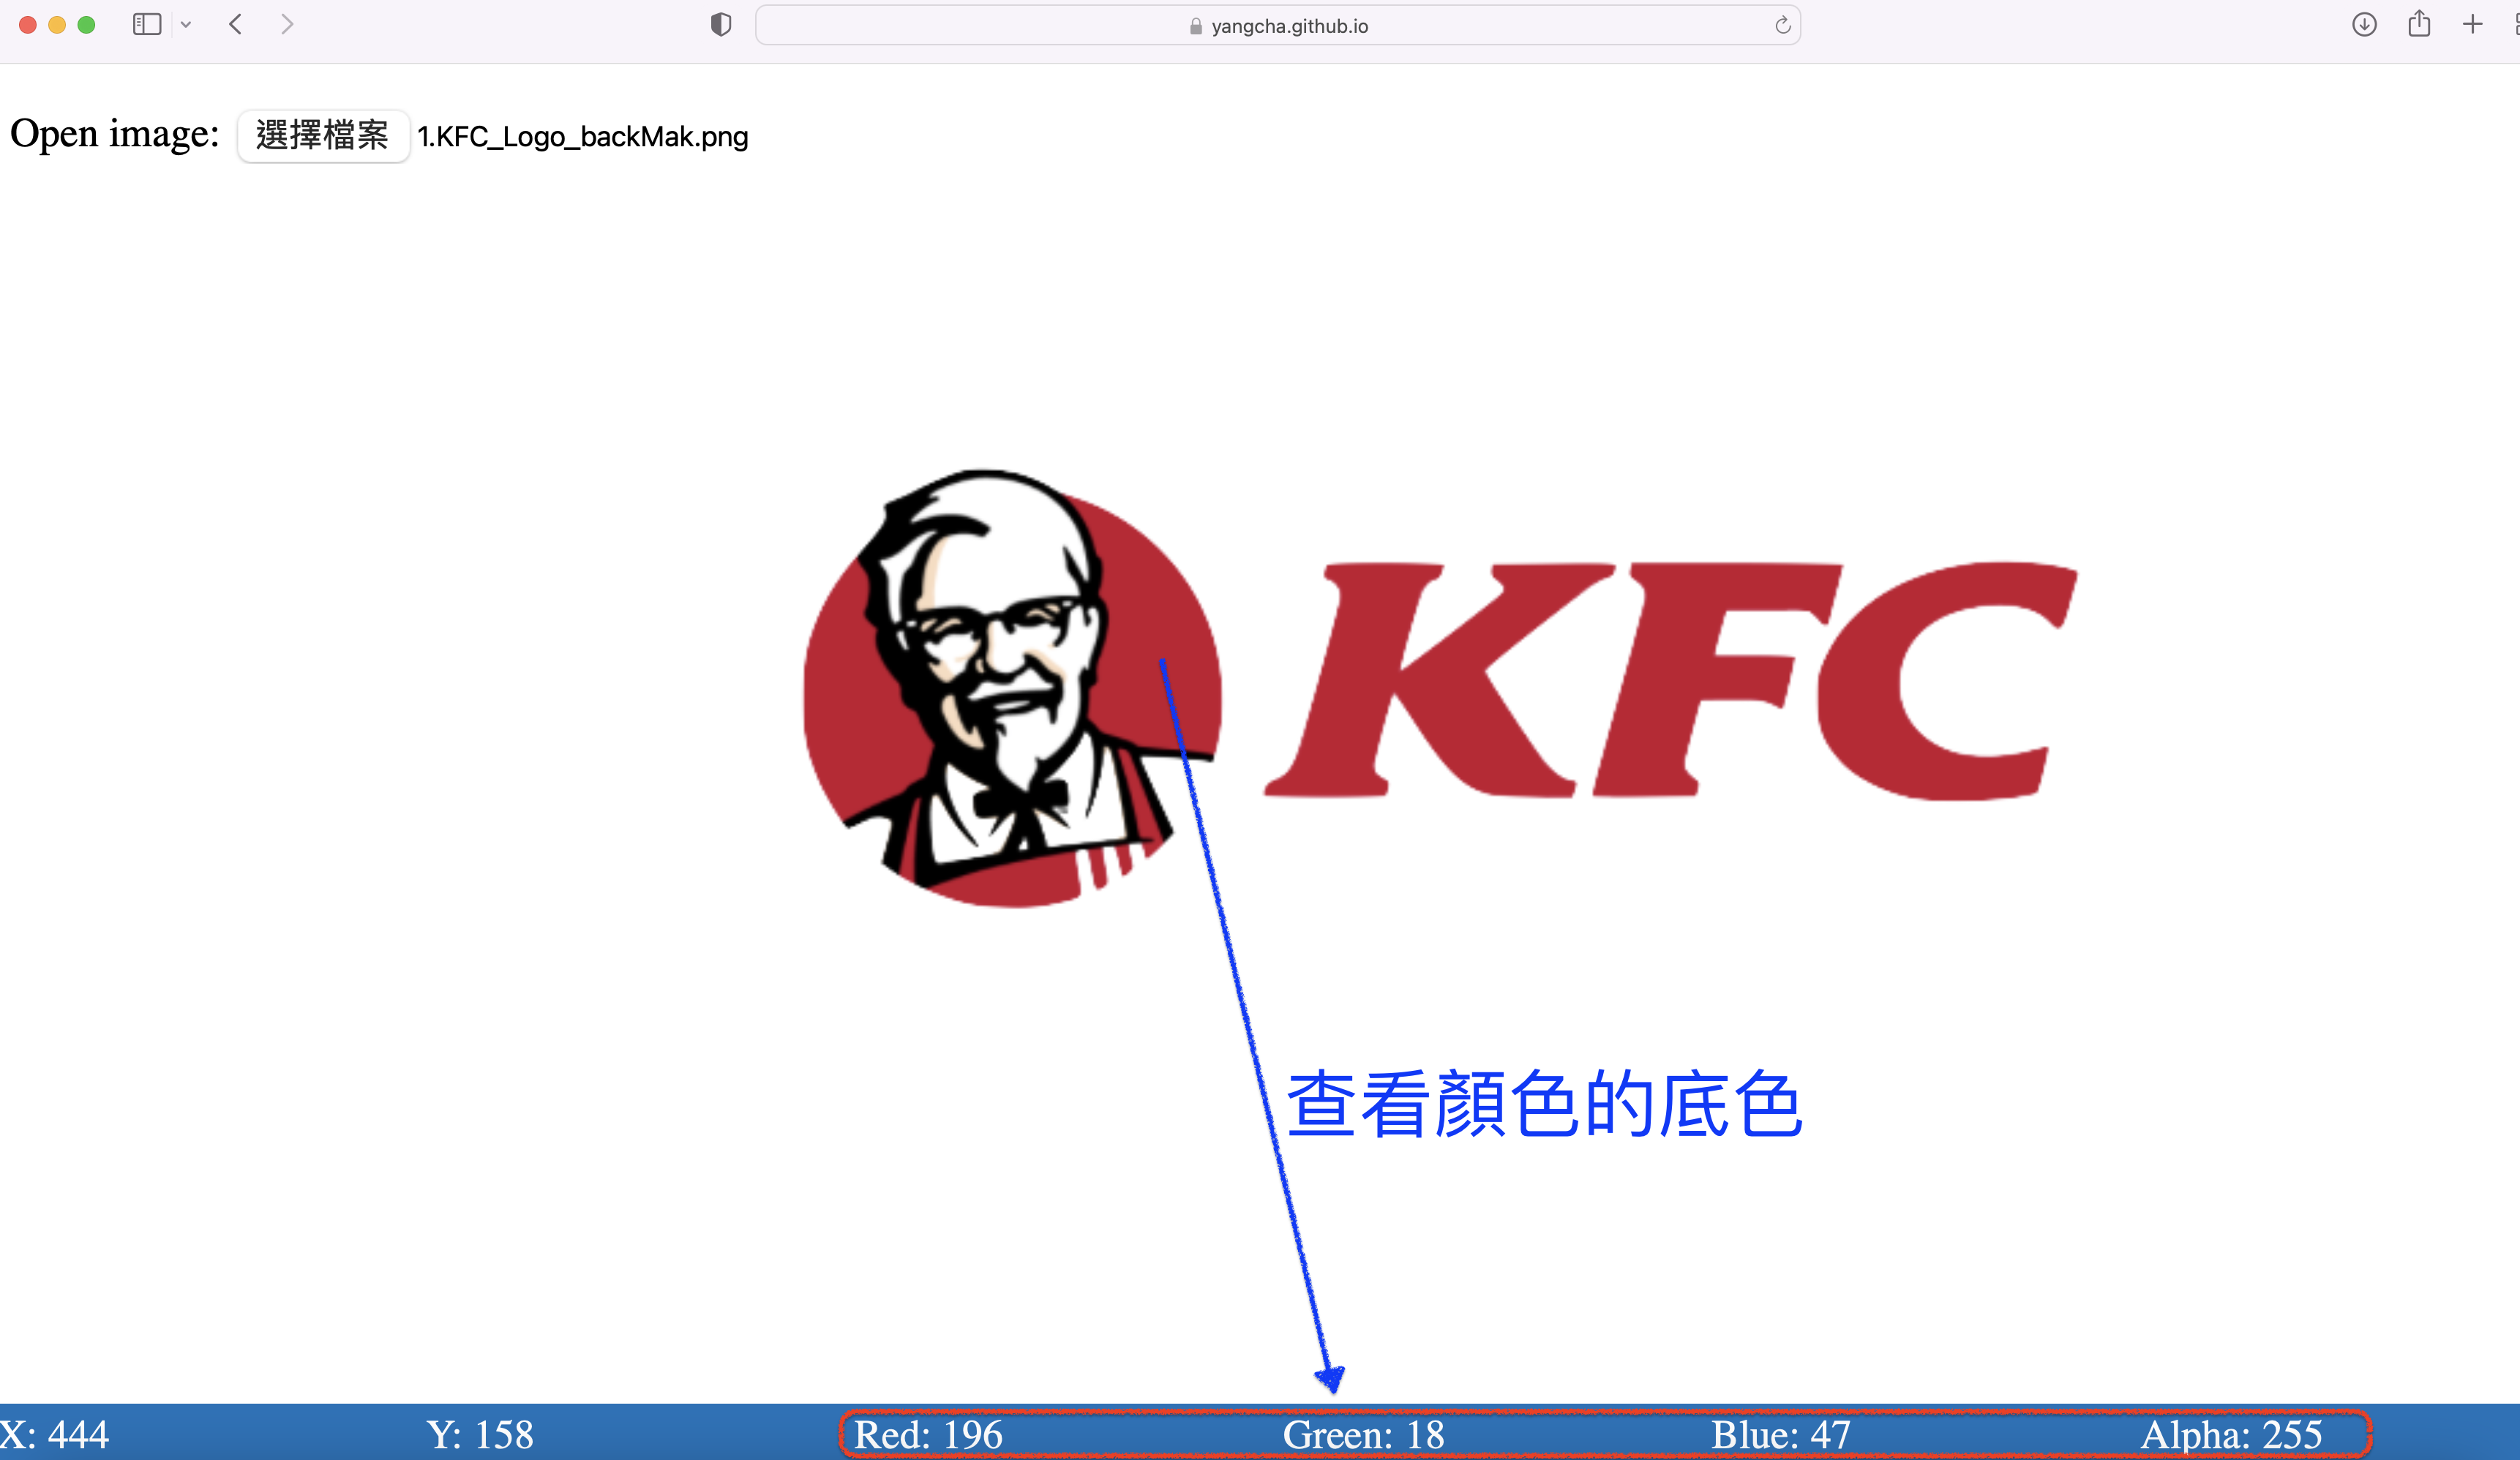 yangcha.github.io
Open image: 選擇檔案 1.KFC_Logo_backMak.png
KFC
查看顏色的底色
X: 444 Y: 158 Red: 196 Green: 18 Blue: 47 Alpha: 255